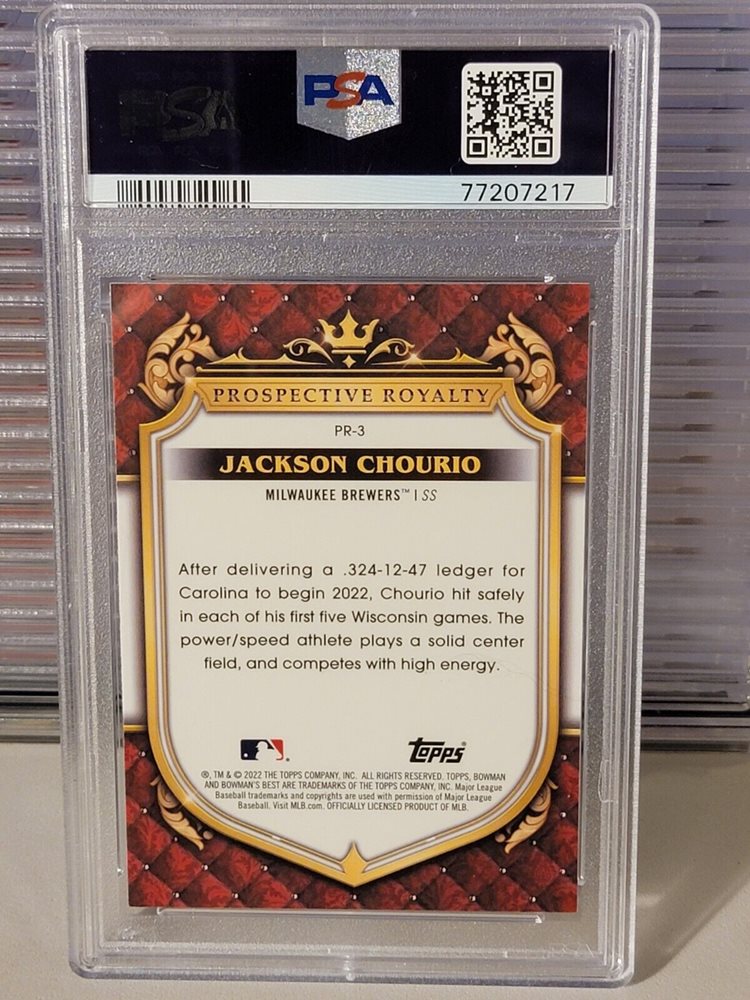 PSA
PSA
77207217
PROSPECTIVE ROYALTY
PR-3
JACKSON CHOURIO
MILWAUKEE BREWERS™ | SS
After delivering a .324-12-47 ledger for
Carolina to begin 2022, Chourio hit safely
in each of his first five Wisconsin games. The
power/speed athlete plays a solid center
field, and competes with high energy.
topps®
®, TM & © 2022 THE TOPPS COMPANY, INC. ALL RIGHTS RESERVED. TOPPS, BOWMAN
AND BOWMAN'S BEST ARE TRADEMARKS OF THE TOPPS COMPANY, INC. Major League
Baseball trademarks and copyrights are used with permission of Major League
Baseball. Visit MLB.com. OFFICIALLY LICENSED PRODUCT OF MLB.